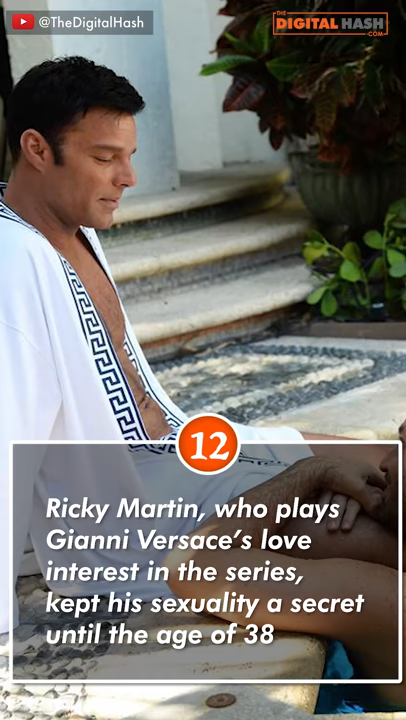 @TheDigitalHash
THE
DIGITAL HASH
.COM
12
Ricky Martin, who plays
Gianni Versace's love
interest in the series,
kept his sexuality a secret
until the age of 38